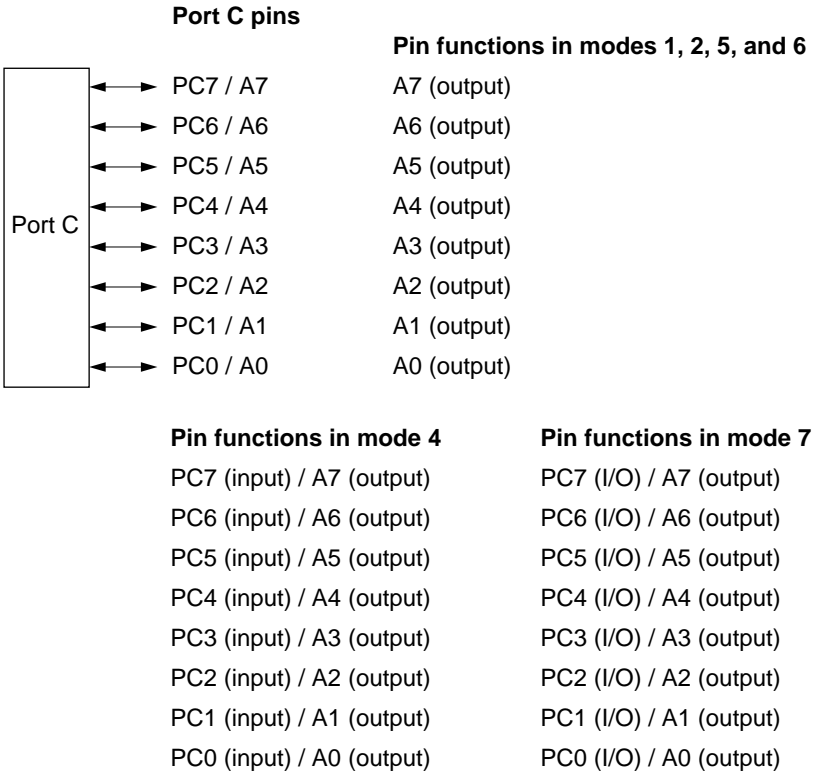 Port C pins
Pin functions in modes 1, 2, 5, and 6
PC7 / A7 A7 (output)
PC6 / A6 A6 (output)
PC5 / A5 A5 (output)
PC4 / A4 A4 (output)
Port C
PC3 / A3 A3 (output)
PC2 / A2 A2 (output)
PC1 / A1 A1 (output)
PC0 / A0 A0 (output)
Pin functions in mode 4 Pin functions in mode 7
PC7 (input) / A7 (output) PC7 (I/O) / A7 (output)
PC6 (input) / A6 (output) PC6 (I/O) / A6 (output)
PC5 (input) / A5 (output) PC5 (I/O) / A5 (output)
PC4 (input) / A4 (output) PC4 (I/O) / A4 (output)
PC3 (input) / A3 (output) PC3 (I/O) / A3 (output)
PC2 (input) / A2 (output) PC2 (I/O) / A2 (output)
PC1 (input) / A1 (output) PC1 (I/O) / A1 (output)
PC0 (input) / A0 (output) PC0 (I/O) / A0 (output)